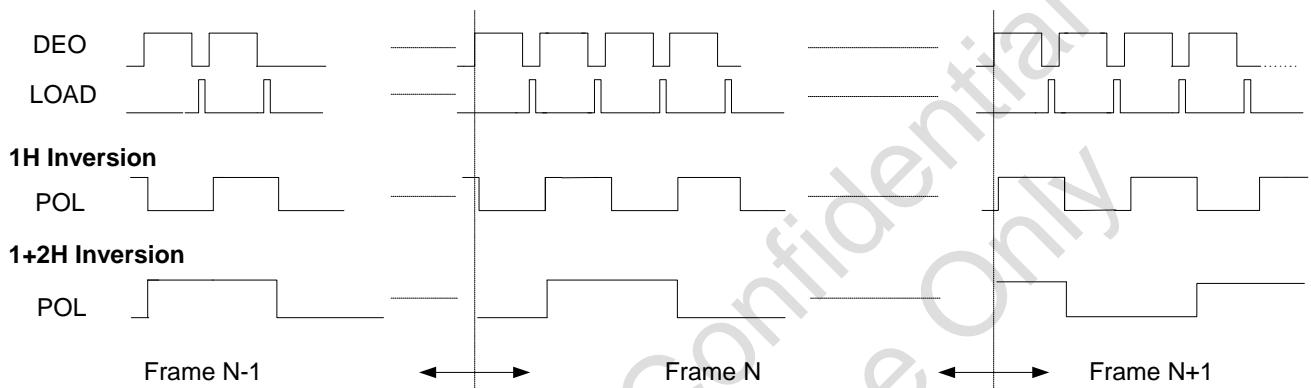 DEO
LOAD
1H Inversion
POL
1+2H Inversion
POL
Frame N-1
Frame N
Frame N+1
Confidential
Only